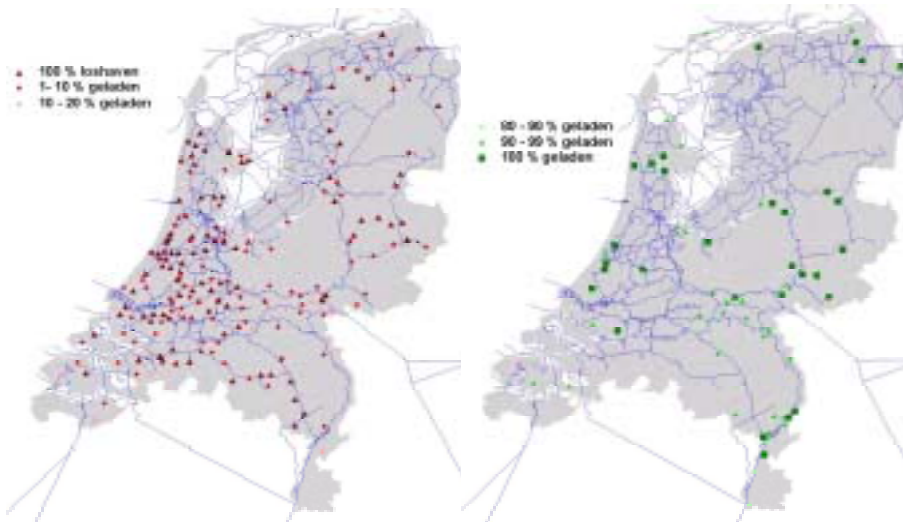 100 % loshaven
1- 10 % geladen
10 - 20 % geladen
80 - 90 % geladen
90 - 99 % geladen
100 % geladen